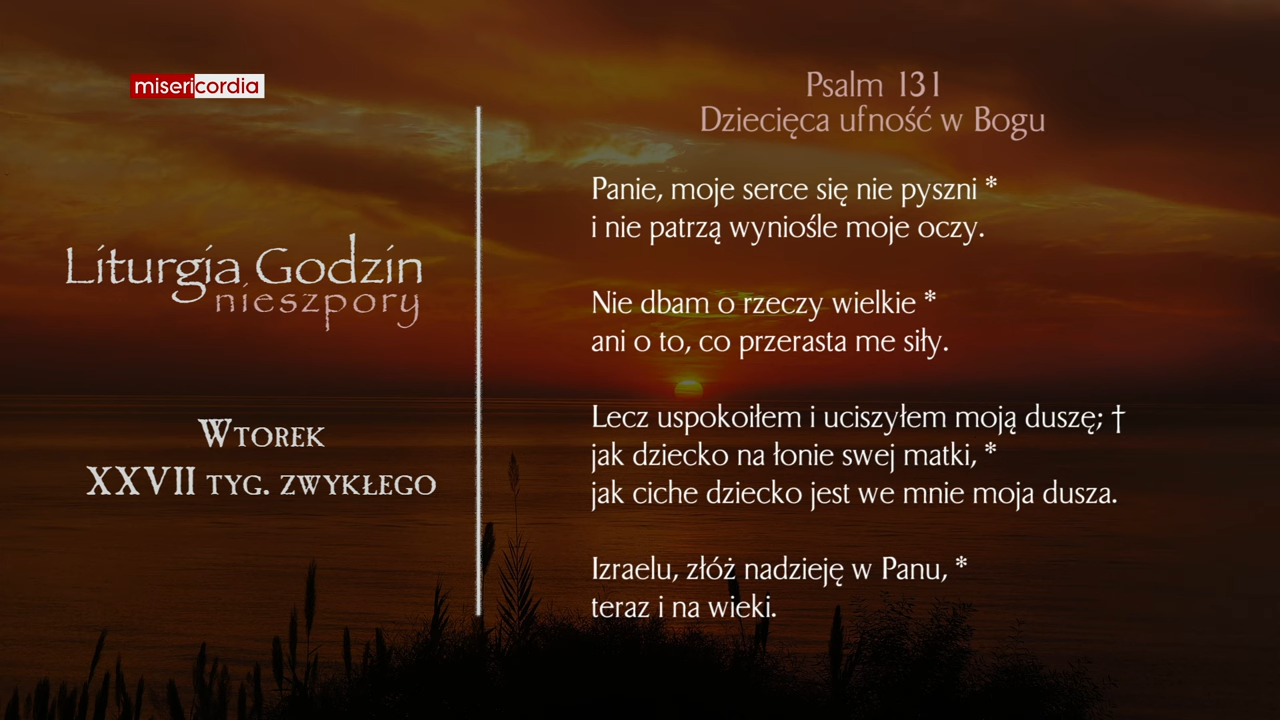 misericordia
Liturgia Godzin
nieszpory
Wtorek
XXVII tyg. zwykłego
Psalm 131
Dziecięca ufność w Bogu
Panie, moje serce się nie pyszni *
i nie patrzą wyniośle moje oczy.
Nie dbam o rzeczy wielkie *
ani o to, co przerasta me siły.
Lecz uspokoiłem i uciszyłem moją duszę; †
jak dziecko na łonie swej matki, *
jak ciche dziecko jest we mnie moja dusza.
Izraelu, złóż nadzieję w Panu, *
teraz i na wieki.